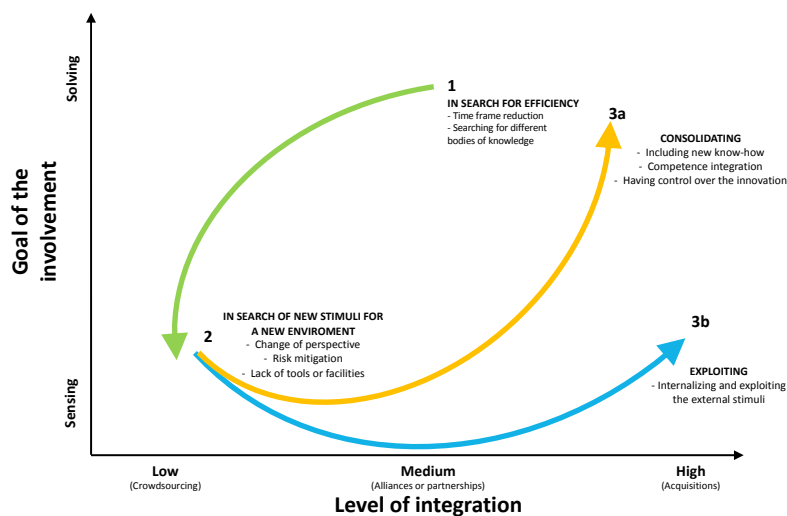 Solving
Goal of the
involvement
Sensing
1
IN SEARCH FOR EFFICIENCY
- Time frame reduction
- Searching for different
bodies of knowledge
3a
CONSOLIDATING
- Including new know-how
- Competence integration
- Having control over the innovation
2
IN SEARCH OF NEW STIMULI FOR
A NEW ENVIROMENT
- Change of perspective
- Risk mitigation
- Lack of tools or facilities
3b
EXPLOITING
- Internalizing and exploiting
the external stimuli
Low
(Crowdsourcing)
Medium
(Alliances or partnerships)
High
(Acquisitions)
Level of integration